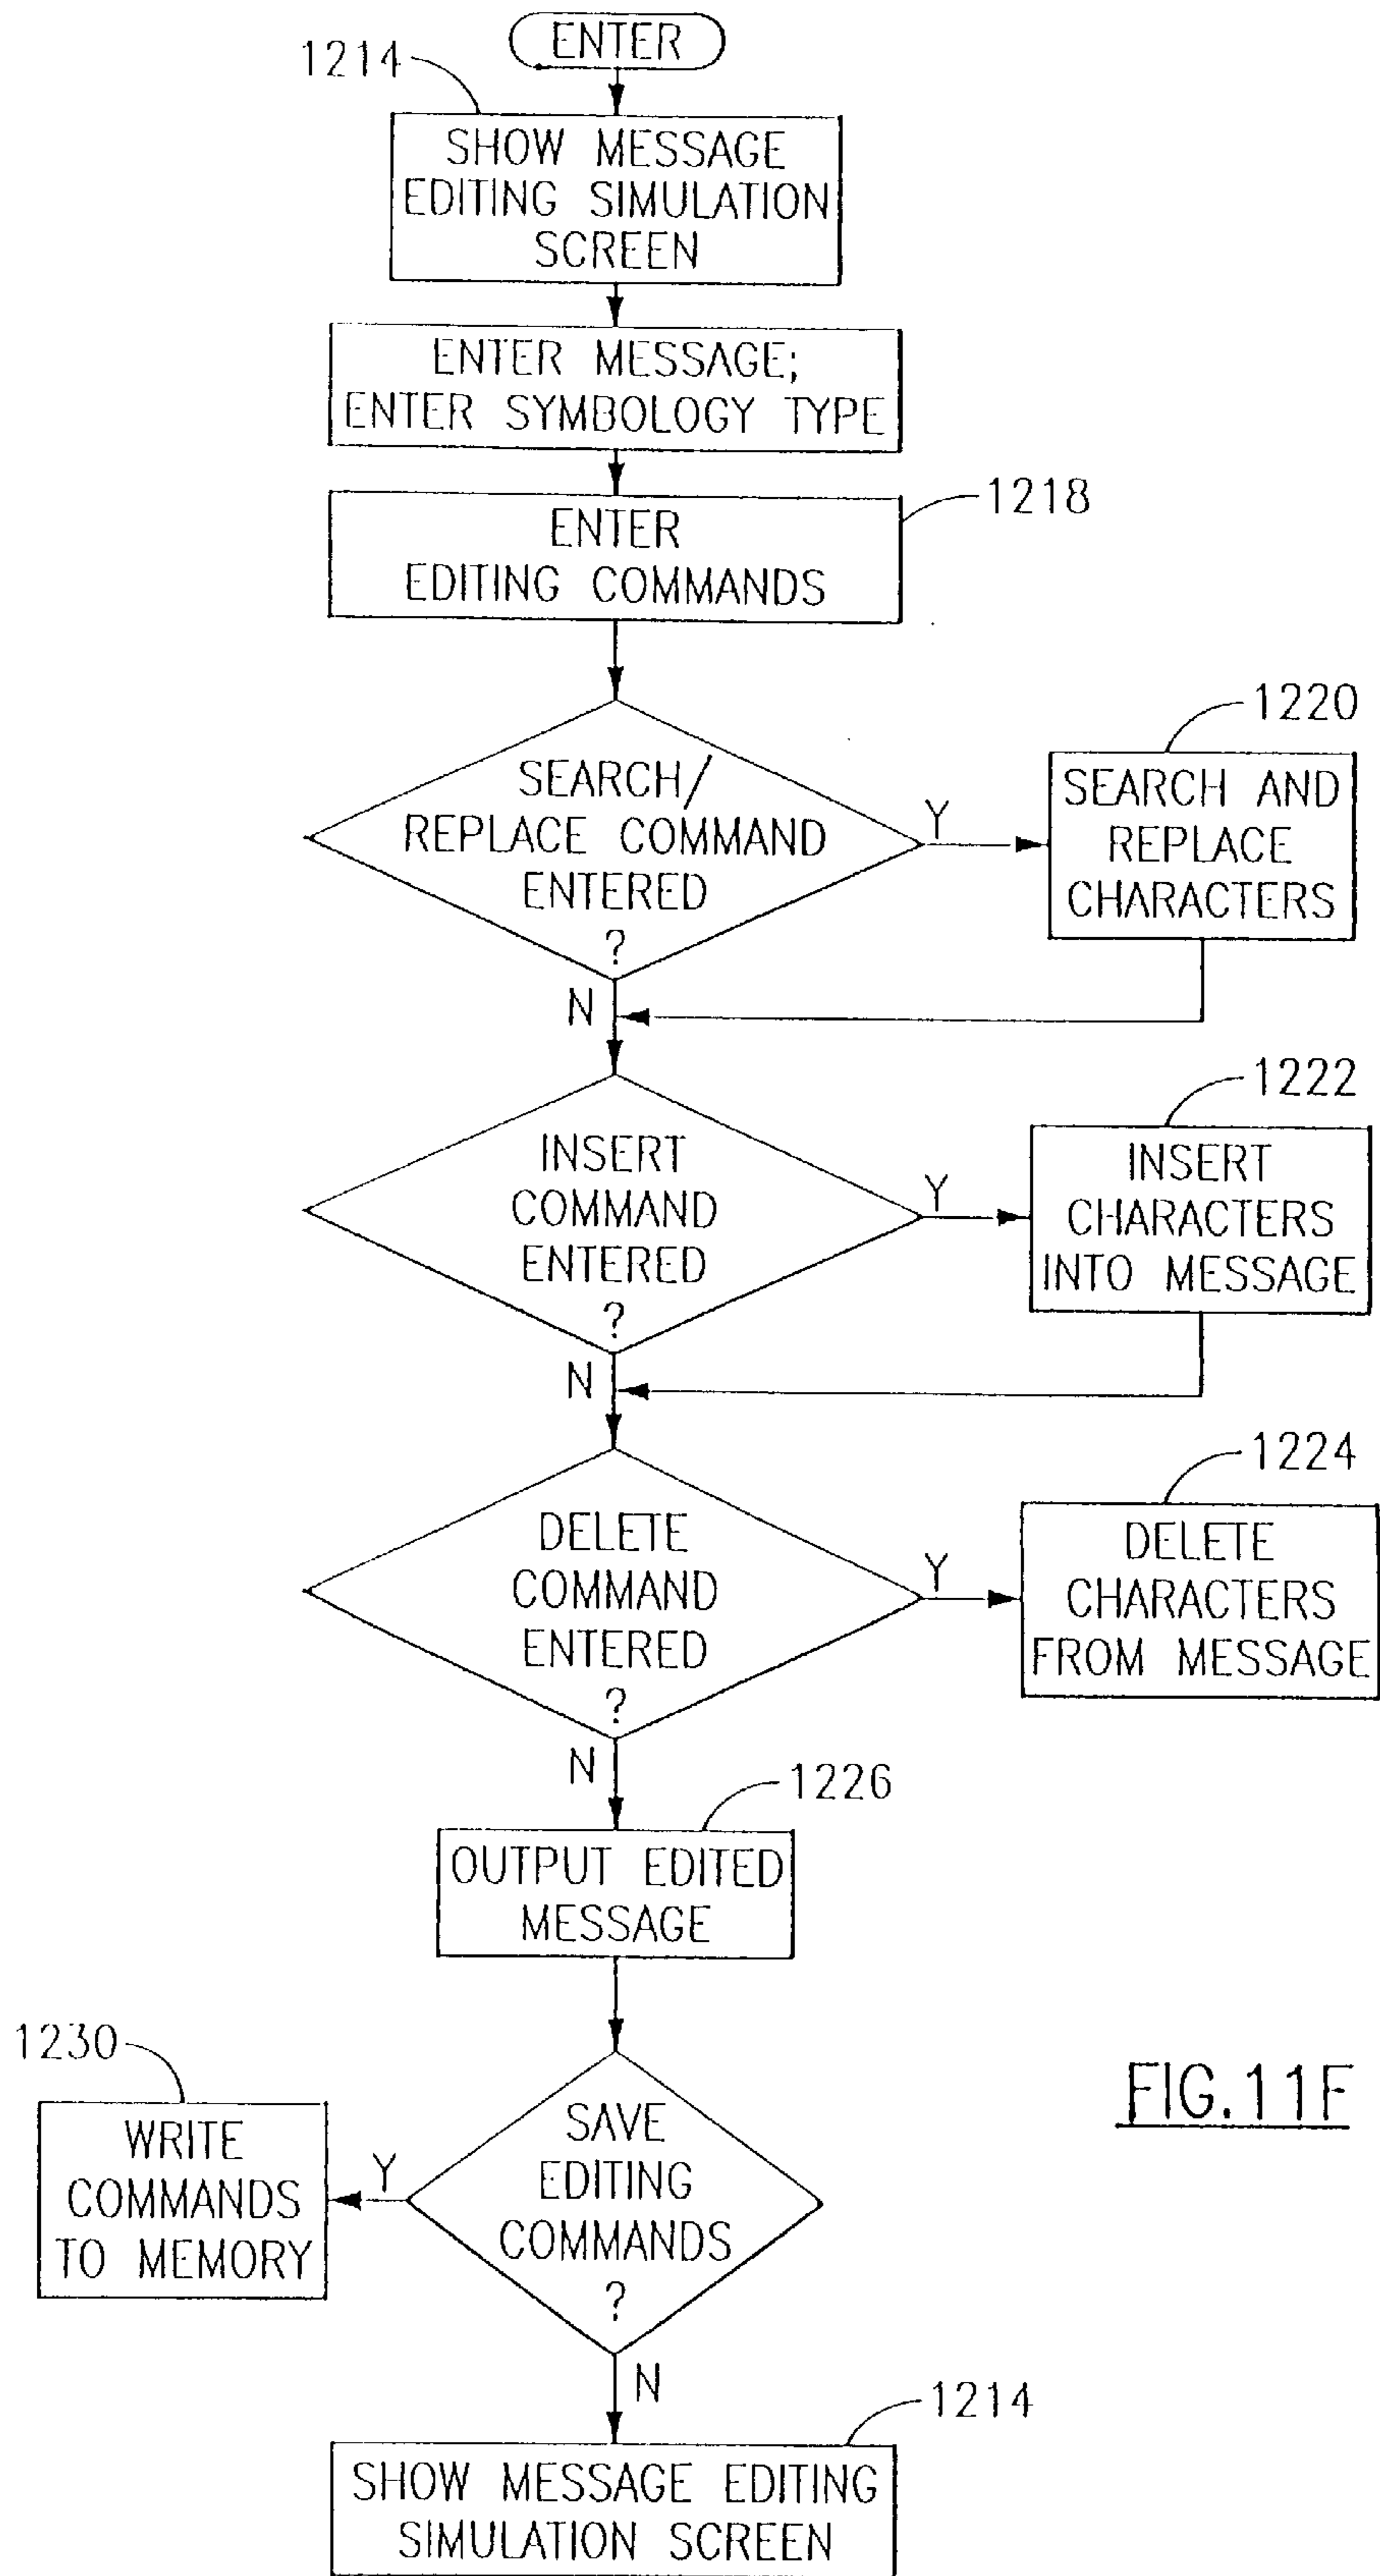 ENTER
1214
SHOW MESSAGE
EDITING SIMULATION
SCREEN
ENTER MESSAGE;
ENTER SYMBOLOGY TYPE
1218
ENTER
EDITING COMMANDS
SEARCH/
REPLACE COMMAND
ENTERED
?
Y
N
1220
SEARCH AND
REPLACE
CHARACTERS
INSERT
COMMAND
ENTERED
?
Y
N
1222
INSERT
CHARACTERS
INTO MESSAGE
DELETE
COMMAND
ENTERED
?
Y
N
1224
DELETE
CHARACTERS
FROM MESSAGE
1226
OUTPUT EDITED
MESSAGE
SAVE
EDITING
COMMANDS
?
Y
N
1230
WRITE
COMMANDS
TO MEMORY
1214
SHOW MESSAGE EDITING
SIMULATION SCREEN
FIG.11F